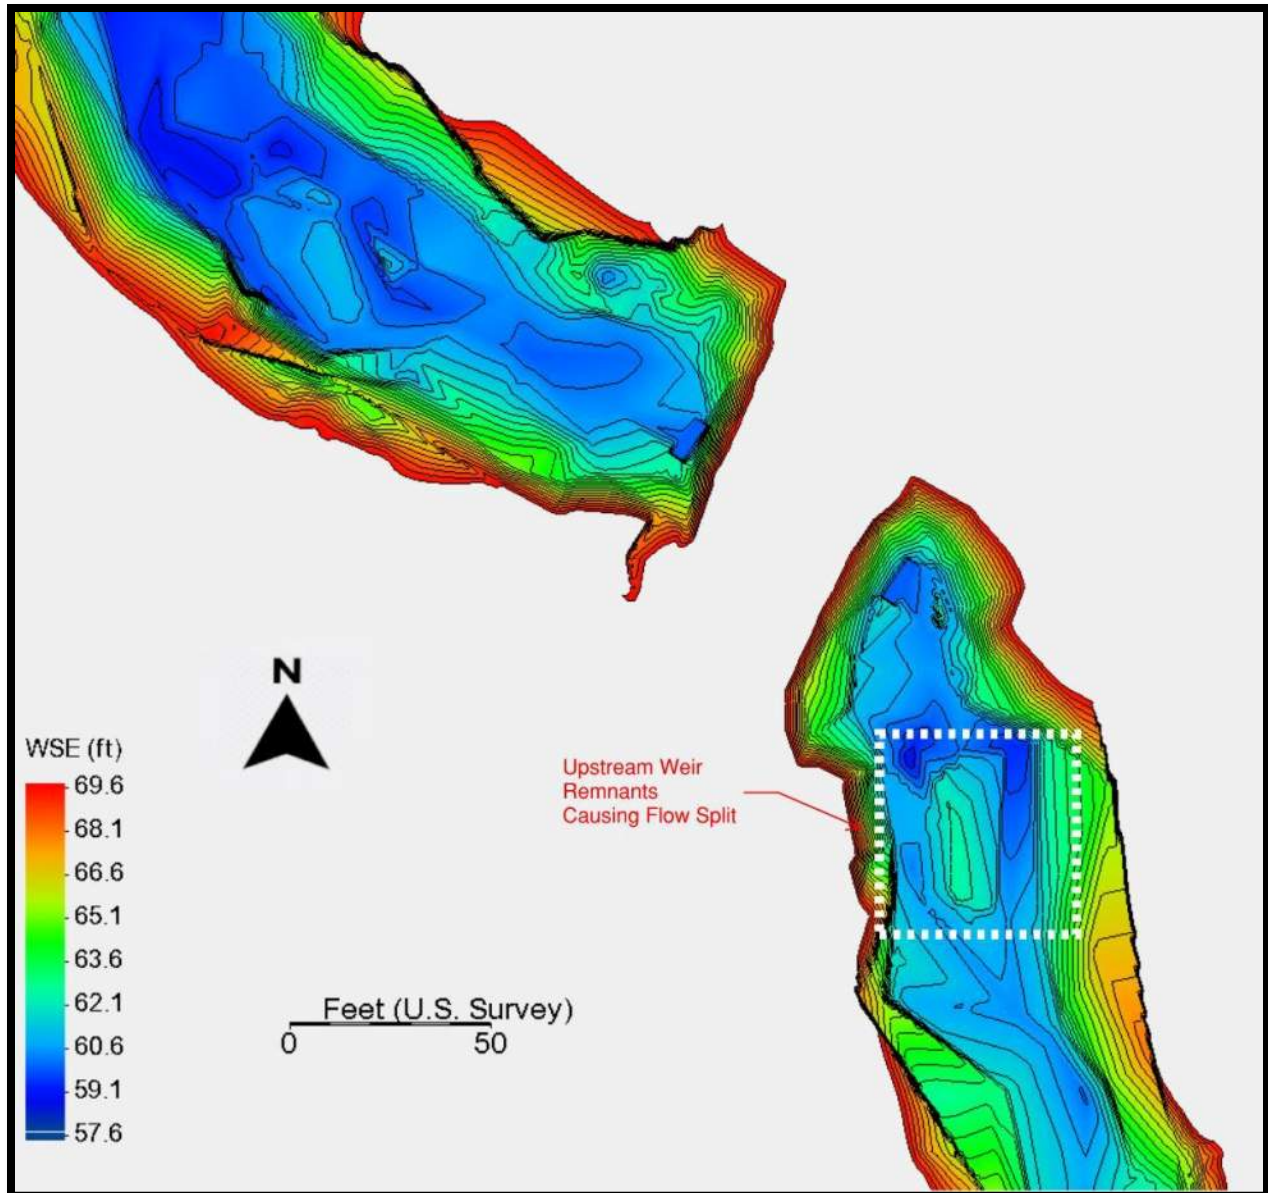 N
WSE (ft)
69.6
68.1
66.6
65.1
63.6
62.1
60.6
59.1
57.6
Upstream Weir
Remnants
Causing Flow Split
Feet (U.S. Survey)
0 50